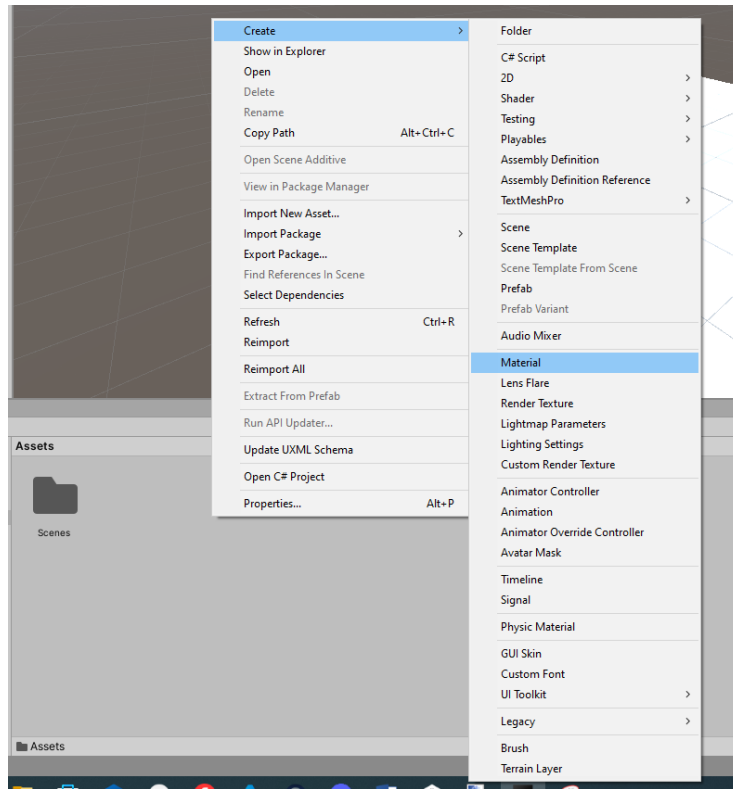 Create
Show in Explorer
Open
Delete
Rename
Copy Path Alt+Ctrl+C
Open Scene Additive
View in Package Manager
Import New Asset...
Import Package
Export Package...
Find References In Scene
Select Dependencies
Refresh Ctrl+R
Reimport
Reimport All
Extract From Prefab
Run API Updater...
Update UXML Schema
Open C# Project
Properties... Alt+P
Folder
C# Script
2D
Shader
Testing
Playables
Assembly Definition
Assembly Definition Reference
TextMeshPro
Scene
Scene Template
Scene Template From Scene
Prefab
Prefab Variant
Audio Mixer
Material
Lens Flare
Render Texture
Lightmap Parameters
Lighting Settings
Custom Render Texture
Animator Controller
Animation
Animator Override Controller
Avatar Mask
Timeline
Signal
Physic Material
GUI Skin
Custom Font
UI Toolkit
Legacy
Brush
Terrain Layer
Assets
Scenes
Assets